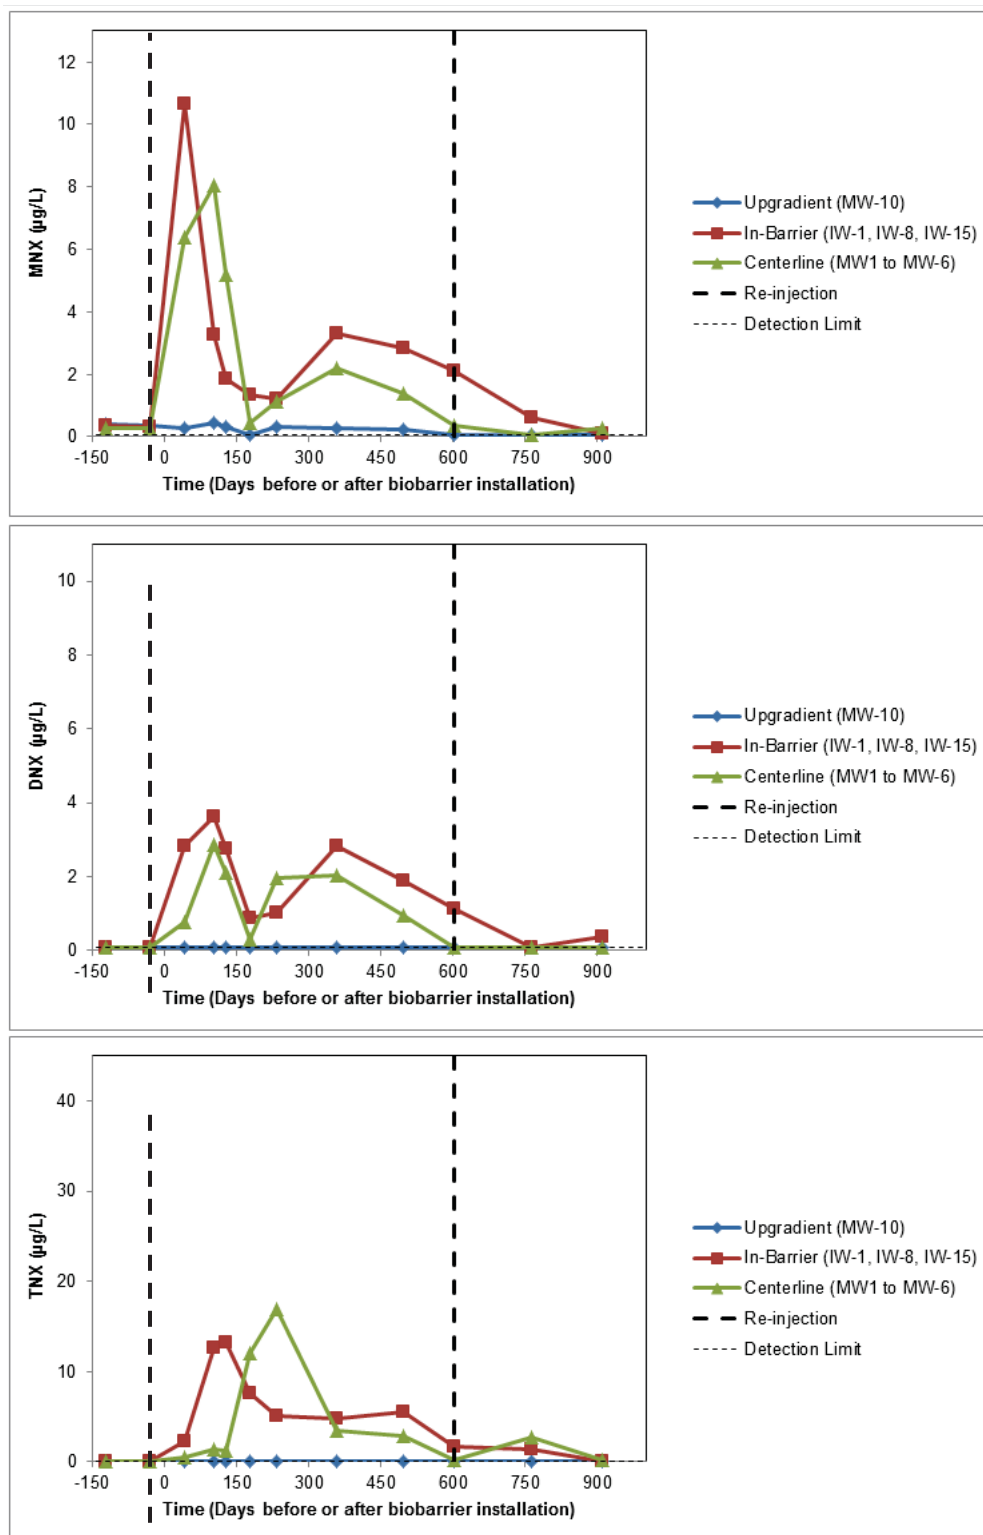 12
10
8
6
4
2
0
MNX (µg/L)
-150 0 150 300 450 600 750 900
Time (Days before or after biobarrier installation)
Upgradient (MW-10)
In-Barrier (IW-1, IW-8, IW-15)
Centerline (MW1 to MW-6)
Re-injection
Detection Limit
10
8
6
4
2
0
DNX (µg/L)
-150 0 150 300 450 600 750 900
Time (Days before or after biobarrier installation)
Upgradient (MW-10)
In-Barrier (IW-1, IW-8, IW-15)
Centerline (MW1 to MW-6)
Re-injection
Detection Limit
40
30
20
10
0
TNX (µg/L)
-150 0 150 300 450 600 750 900
Time (Days before or after biobarrier installation)
Upgradient (MW-10)
In-Barrier (IW-1, IW-8, IW-15)
Centerline (MW1 to MW-6)
Re-injection
Detection Limit